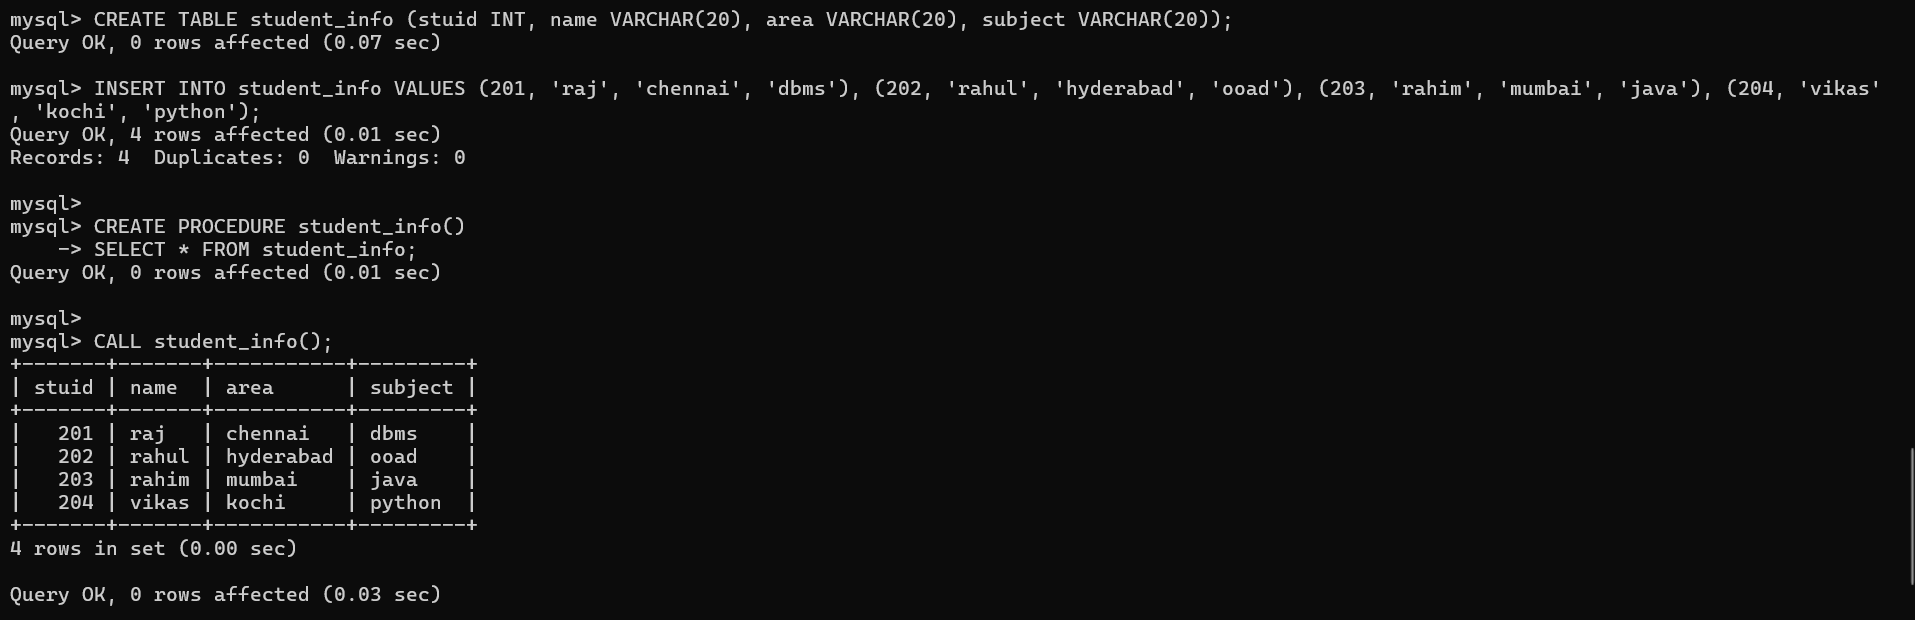 mysql> CREATE TABLE student_info (stuid INT, name VARCHAR(20), area VARCHAR(20), subject VARCHAR(20));
Query OK, 0 rows affected (0.07 sec)

mysql> INSERT INTO student_info VALUES (201, 'raj', 'chennai', 'dbms'), (202, 'rahul', 'hyderabad', 'ooad'), (203, 'rahim', 'mumbai', 'java'), (204, 'vikas'
, 'kochi', 'python');
Query OK, 4 rows affected (0.01 sec)
Records: 4  Duplicates: 0  Warnings: 0

mysql>
mysql> CREATE PROCEDURE student_info()
    -> SELECT * FROM student_info;
Query OK, 0 rows affected (0.01 sec)

mysql>
mysql> CALL student_info();
+-------+-------+-----------+---------+
| stuid | name  | area      | subject |
+-------+-------+-----------+---------+
|   201 | raj   | chennai   | dbms    |
|   202 | rahul | hyderabad | ooad    |
|   203 | rahim | mumbai    | java    |
|   204 | vikas | kochi     | python  |
+-------+-------+-----------+---------+
4 rows in set (0.00 sec)

Query OK, 0 rows affected (0.03 sec)